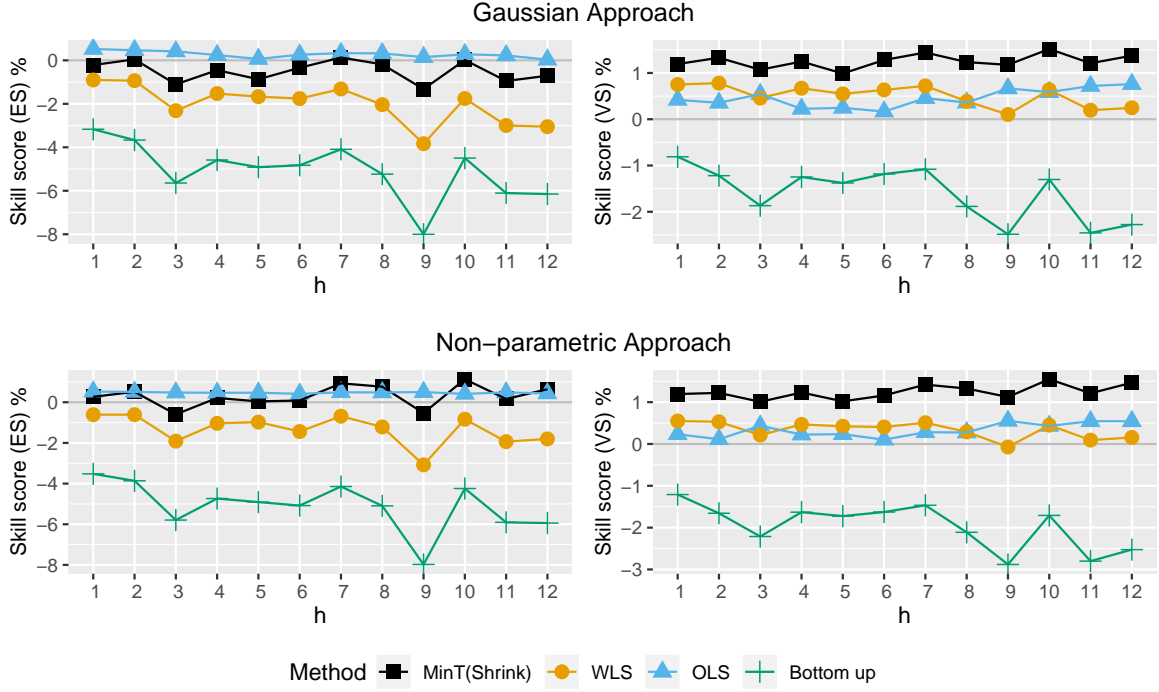 Gaussian Approach
Skill score (ES) %
0
−2
−4
−6
−8
1 2 3 4 5 6 7 8 9 10 11 12
h
Skill score (VS) %
1
0
−1
−2
1 2 3 4 5 6 7 8 9 10 11 12
h
Non−parametric Approach
Skill score (ES) %
0
−2
−4
−6
−8
1 2 3 4 5 6 7 8 9 10 11 12
h
Skill score (VS) %
1
0
−1
−2
−3
1 2 3 4 5 6 7 8 9 10 11 12
h
Method MinT(Shrink) WLS OLS Bottom up